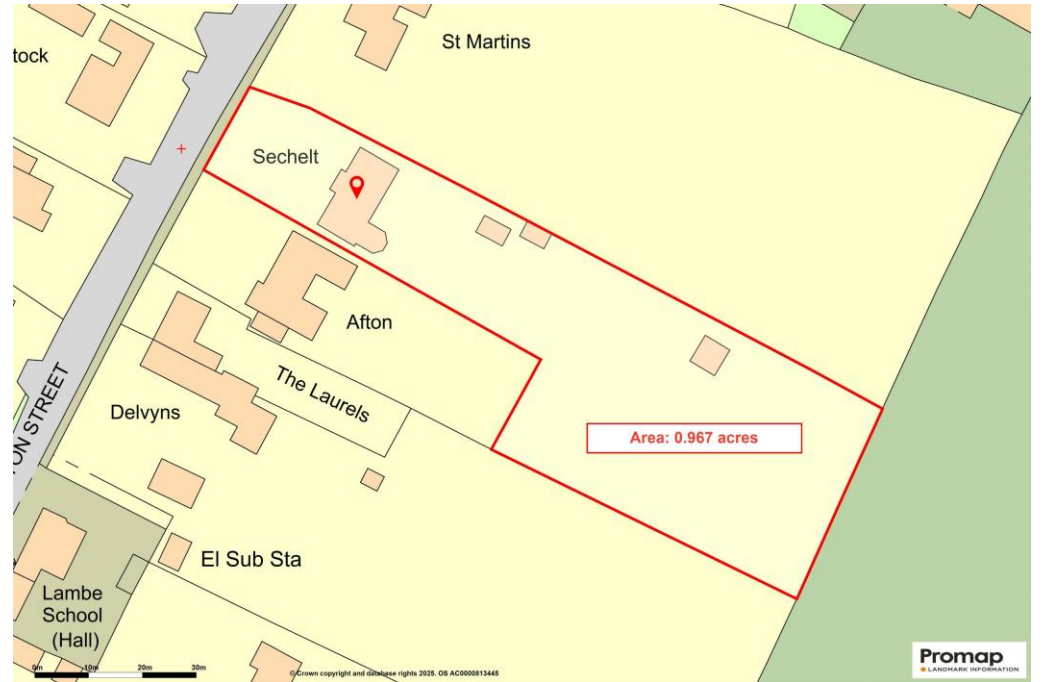 tock
St Martins
Sechelt
Afton
The Laurels
Delvyns
Area: 0.967 acres
ON STREET
El Sub Sta
Lambe
School
(Hall)
0m 10m 20m 30m
© Crown copyright and database rights 2025. OS AC0000813445
Promap
LANDMARK INFORMATION